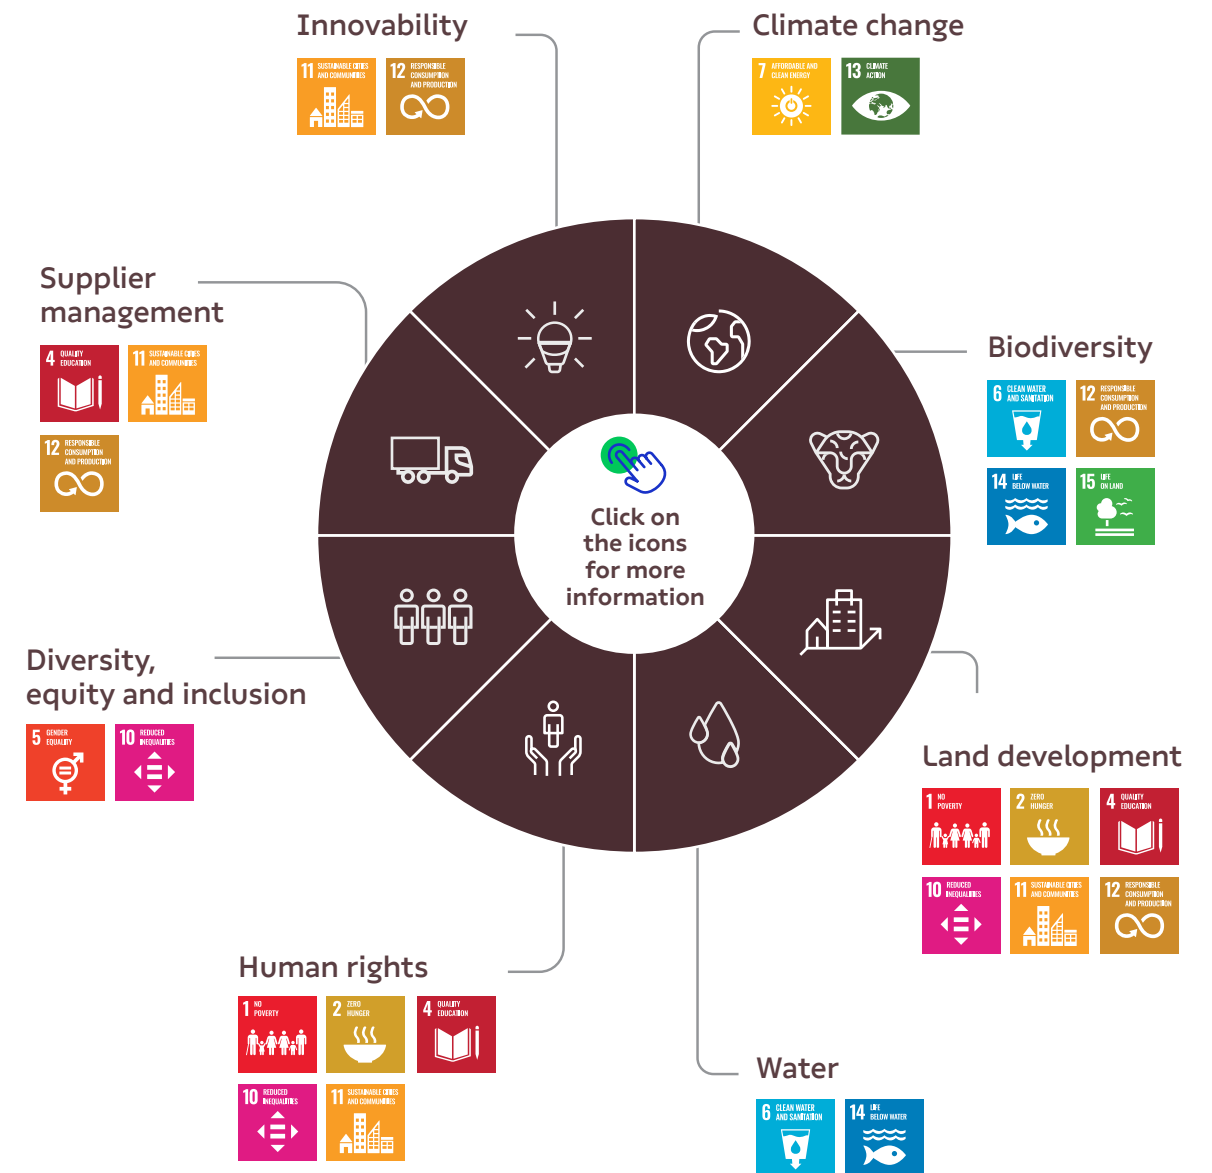 Innovability
11 SUSTAINABLE CITIES
AND COMMUNITIES
12 RESPONSIBLE
CONSUMPTION
AND PRODUCTION
Climate change
7 AFFORDABLE AND
CLEAN ENERGY
13 CLIMATE
ACTION
Supplier
management
4 QUALITY
EDUCATION
11 SUSTAINABLE CITIES
AND COMMUNITIES
12 RESPONSIBLE
CONSUMPTION
AND PRODUCTION
Biodiversity
6 CLEAN WATER
AND SANITATION
12 RESPONSIBLE
CONSUMPTION
AND PRODUCTION
14 LIFE
BELOW WATER
15 LIFE
ON LAND
Click on
the icons
for more
information
Diversity,
equity and inclusion
5 GENDER
EQUALITY
10 REDUCED
INEQUALITIES
Land development
1 NO
POVERTY
2 ZERO
HUNGER
4 QUALITY
EDUCATION
10 REDUCED
INEQUALITIES
11 SUSTAINABLE CITIES
AND COMMUNITIES
12 RESPONSIBLE
CONSUMPTION
AND PRODUCTION
Human rights
1 NO
POVERTY
2 ZERO
HUNGER
4 QUALITY
EDUCATION
10 REDUCED
INEQUALITIES
11 SUSTAINABLE CITIES
AND COMMUNITIES
Water
6 CLEAN WATER
AND SANITATION
14 LIFE
BELOW WATER